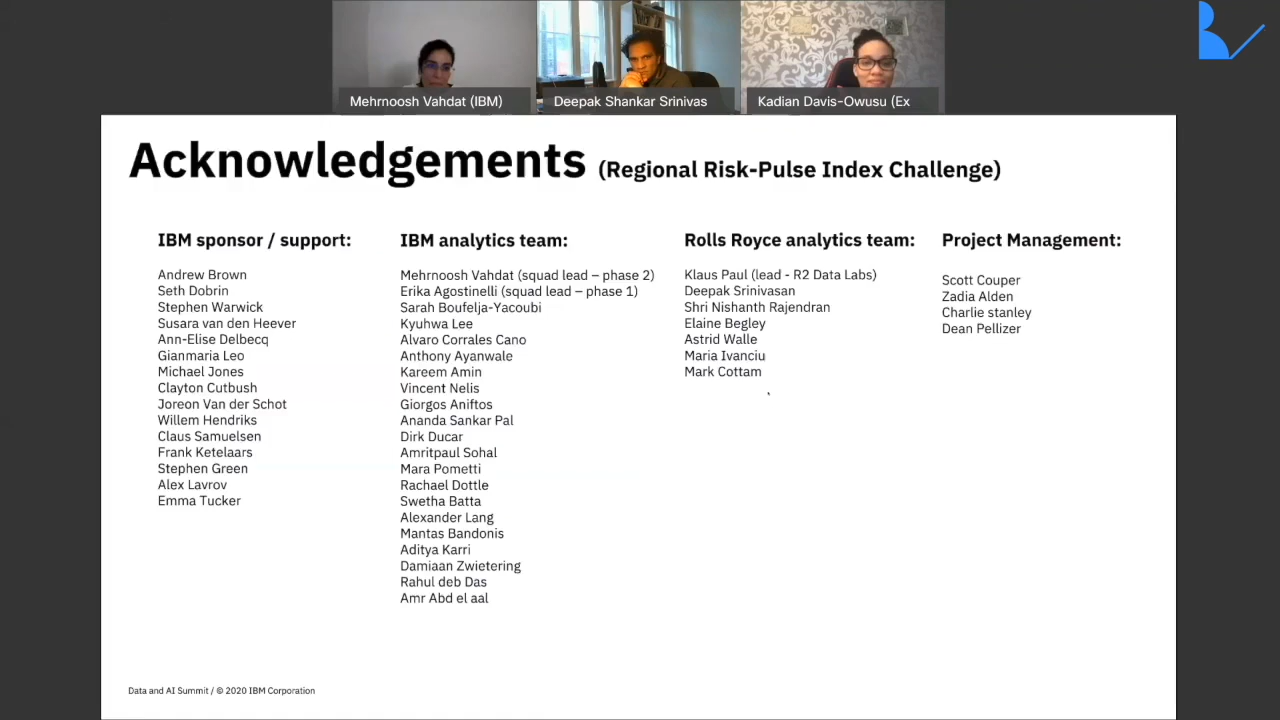 Mehrnoosh Vahdat (IBM)
Deepak Shankar Srinivas
Kadian Davis-Owusu (Ex
Acknowledgements (Regional Risk-Pulse Index Challenge)
IBM sponsor / support:
Andrew Brown
Seth Dobrin
Stephen Warwick
Susara van den Heever
Ann-Elise Delbecq
Gianmaria Leo
Michael Jones
Clayton Cutbush
Joreon Van der Schot
Willem Hendriks
Claus Samuelsen
Frank Ketelaars
Stephen Green
Alex Lavrov
Emma Tucker
IBM analytics team:
Mehrnoosh Vahdat (squad lead – phase 2)
Erika Agostinelli (squad lead – phase 1)
Sarah Boufelja-Yacoubi
Kyuhwa Lee
Alvaro Corrales Cano
Anthony Ayanwale
Kareem Amin
Vincent Nelis
Giorgos Aniftos
Ananda Sankar Pal
Dirk Ducar
Amritpaul Sohal
Mara Pometti
Rachael Dottle
Swetha Batta
Alexander Lang
Mantas Bandonis
Aditya Karri
Damiaan Zwietering
Rahul deb Das
Amr Abd el aal
Rolls Royce analytics team:
Klaus Paul (lead - R2 Data Labs)
Deepak Srinivasan
Shri Nishanth Rajendran
Elaine Begley
Astrid Walle
Maria Ivanciu
Mark Cottam
Project Management:
Scott Couper
Zadia Alden
Charlie stanley
Dean Pellizer
Data and AI Summit / © 2020 IBM Corporation